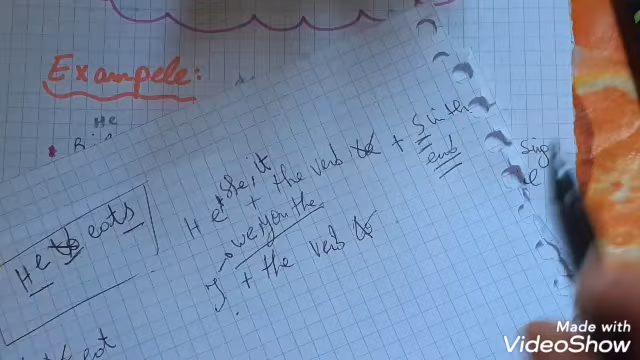 Exampele:
He
He, she, it + the verb + S in the end
He eats
we you the
I + the verb
eat
Made with
VideoShow